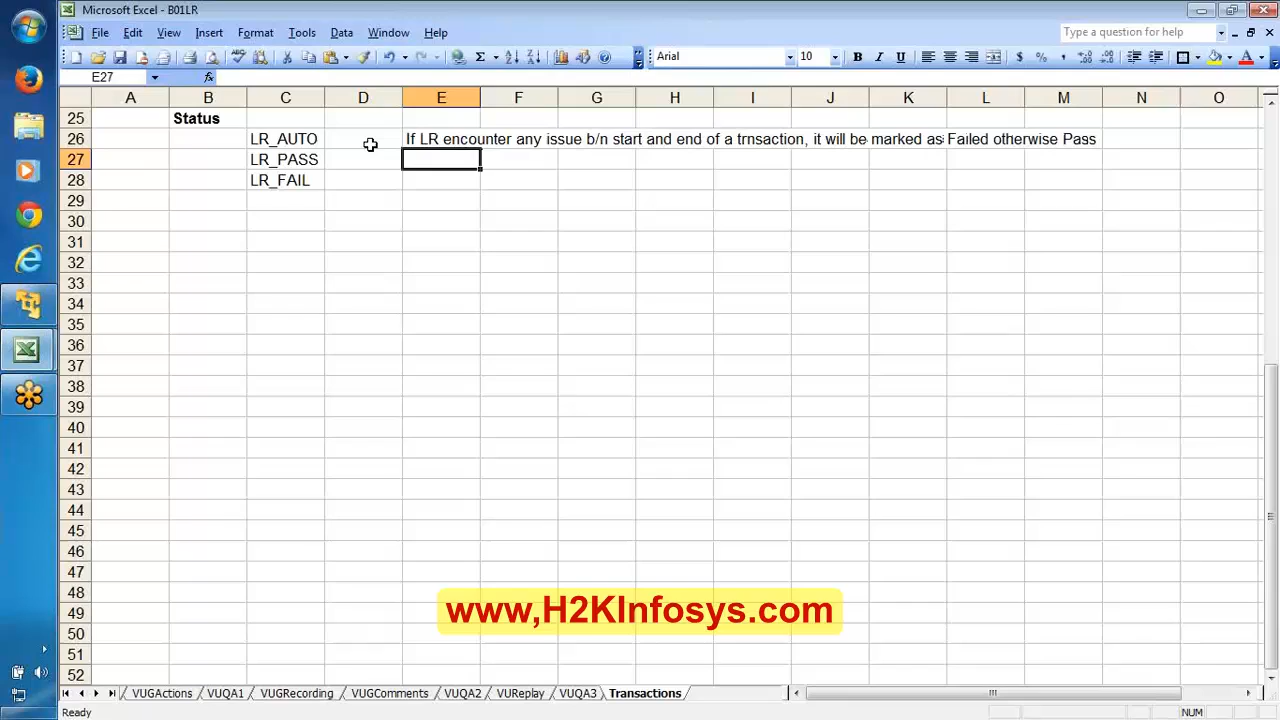 Microsoft Excel - B01LR
File Edit View Insert Format Tools Data Window Help
Type a question for help
Arial 10
E27
A B C D E F G H I J K L M N O
25 Status
26 LR_AUTO If LR encounter any issue b/n start and end of a trnsaction, it will be marked as Failed otherwise Pass
27 LR_PASS
28 LR_FAIL
29
30
31
32
33
34
35
36
37
38
39
40
41
42
43
44
45
46
47
48
49
50
51
52
www,H2KInfosys.com
VUGActions VUQA1 VUGRecording VUGComments VUQA2 VUReplay VUQA3 Transactions
Ready NUM